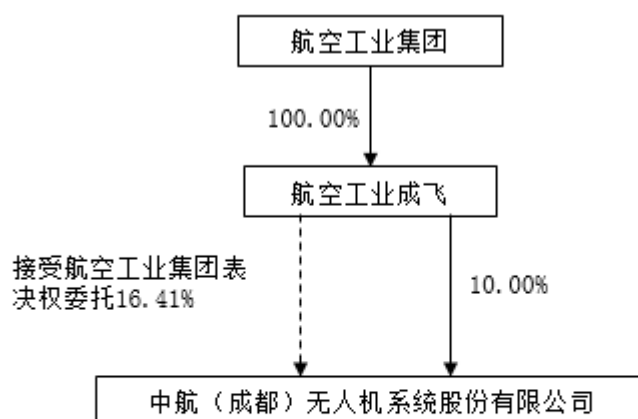 航空工业集团
100.00%
航空工业成飞
接受航空工业集团表
决权委托16.41%
10.00%
中航（成都）无人机系统股份有限公司